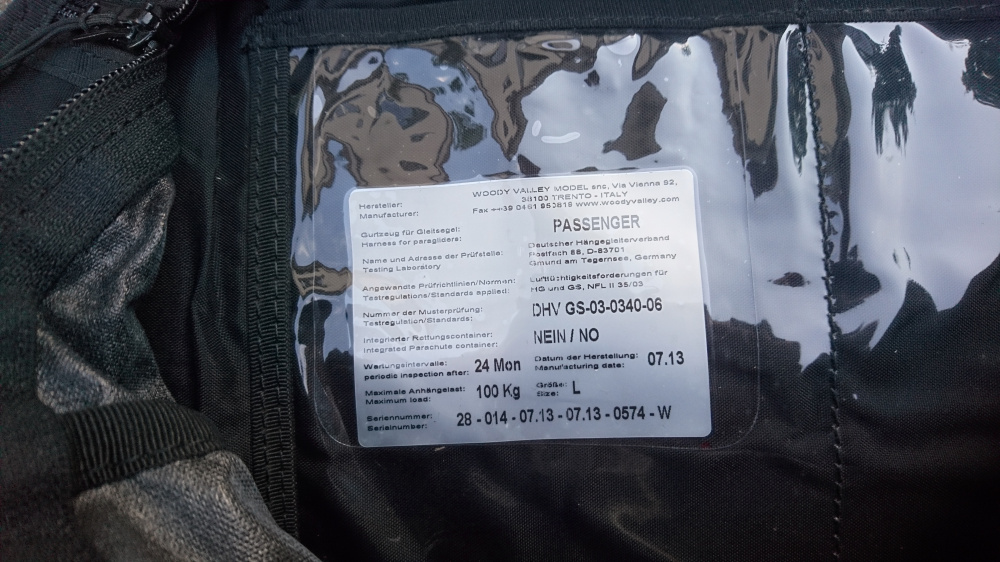 Hersteller: WOODY VALLEY MODEL snc, Via Vienna 92,
Manufacturer: 38100 TRENTO - ITALY
Fax ++39 0461 950819 www.woodyvalley.com
Gurtzeug für Gleitsegel: PASSENGER
Harness for paragliders:
Name und Adresse der Prüfstelle: Deutscher Hängegleiterverband
Testing Laboratory Postfach 88, D-83701
Gmund am Tegernsee, Germany
Angewandte Prüfrichtlinien/Normen: Lufttüchtigkeitsforderungen für
Testregulations/Standards applied: HG und GS, NFL II 35/03
Nummer der Musterprüfung: DHV GS-03-0340-06
Testregulation/Standards:
Integrierter Rettungscontainer: NEIN / NO
Integrated Parachute container:
Wartungsintervalle: 24 Mon Datum der Herstellung: 07.13
periodic inspection after: Manufacturing date:
Maximale Anhängelast: 100 Kg Größe: L
Maximum load: Size:
Seriennummer: 28 - 014 - 07.13 - 07.13 - 0574 - W
Serialnumber: